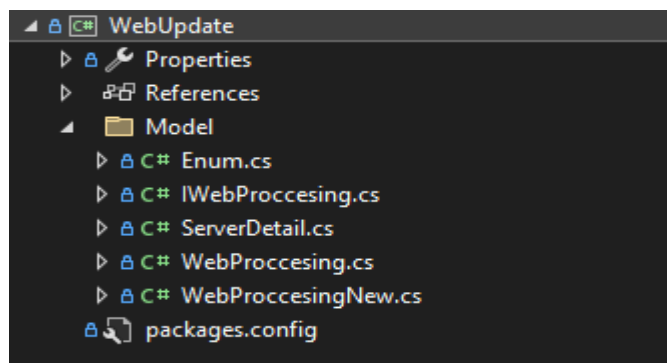 C# WebUpdate
Properties
References
Model
C# Enum.cs
C# IWebProccesing.cs
C# ServerDetail.cs
C# WebProccesing.cs
C# WebProccesingNew.cs
packages.config